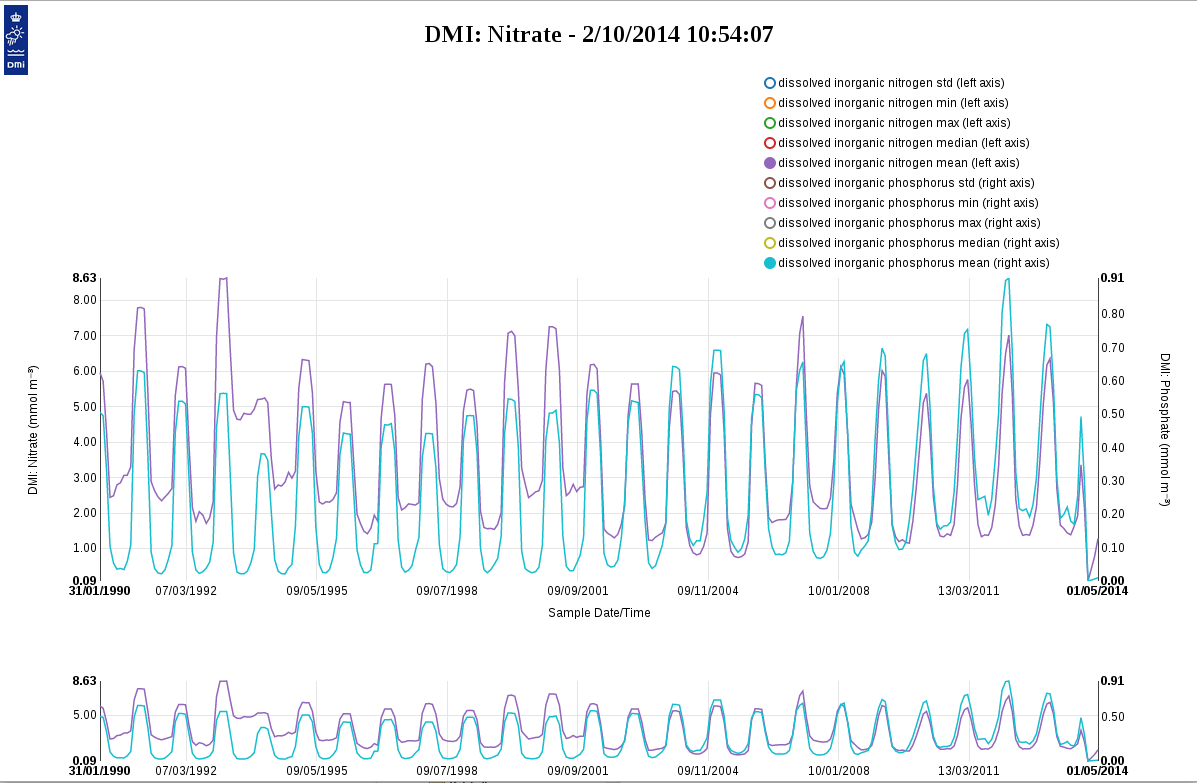 DMi
DMI: Nitrate - 2/10/2014 10:54:07
dissolved inorganic nitrogen std (left axis)
dissolved inorganic nitrogen min (left axis)
dissolved inorganic nitrogen max (left axis)
dissolved inorganic nitrogen median (left axis)
dissolved inorganic nitrogen mean (left axis)
dissolved inorganic phosphorus std (right axis)
dissolved inorganic phosphorus min (right axis)
dissolved inorganic phosphorus max (right axis)
dissolved inorganic phosphorus median (right axis)
dissolved inorganic phosphorus mean (right axis)
8.63
8.00
7.00
6.00
5.00
4.00
3.00
2.00
1.00
0.09
DMI: Nitrate (mmol m⁻³)
0.91
0.80
0.70
0.60
0.50
0.40
0.30
0.20
0.10
0.00
DMI: Phosphate (mmol m⁻³)
31/01/1990 07/03/1992 09/05/1995 09/07/1998 09/09/2001 09/11/2004 10/01/2008 13/03/2011 01/05/2014
Sample Date/Time
8.63
5.00
0.09
0.91
0.50
0.00
31/01/1990 07/03/1992 09/05/1995 09/07/1998 09/09/2001 09/11/2004 10/01/2008 13/03/2011 01/05/2014